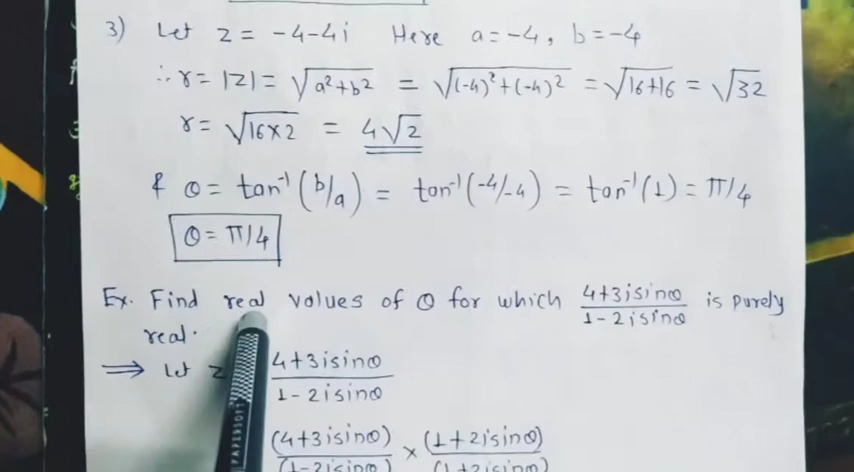 3) Let z = -4-4i Here a=-4, b=-4
∴ r = |z| = √(a²+b²) = √((-4)²+(-4)²) = √(16+16) = √32
r = √(16×2) = 4√2
& θ = tan⁻¹(b/a) = tan⁻¹(-4/-4) = tan⁻¹(1) = π/4
θ = π/4
Ex. Find real values of θ for which (4+3isinθ)/(1-2isinθ) is purely
real.
⟹ Let z (4+3isinθ)/(1-2isinθ)
(4+3isinθ)/(1-2isinθ) × (1+2isinθ)/(1+2isinθ)
PAPERSOFT